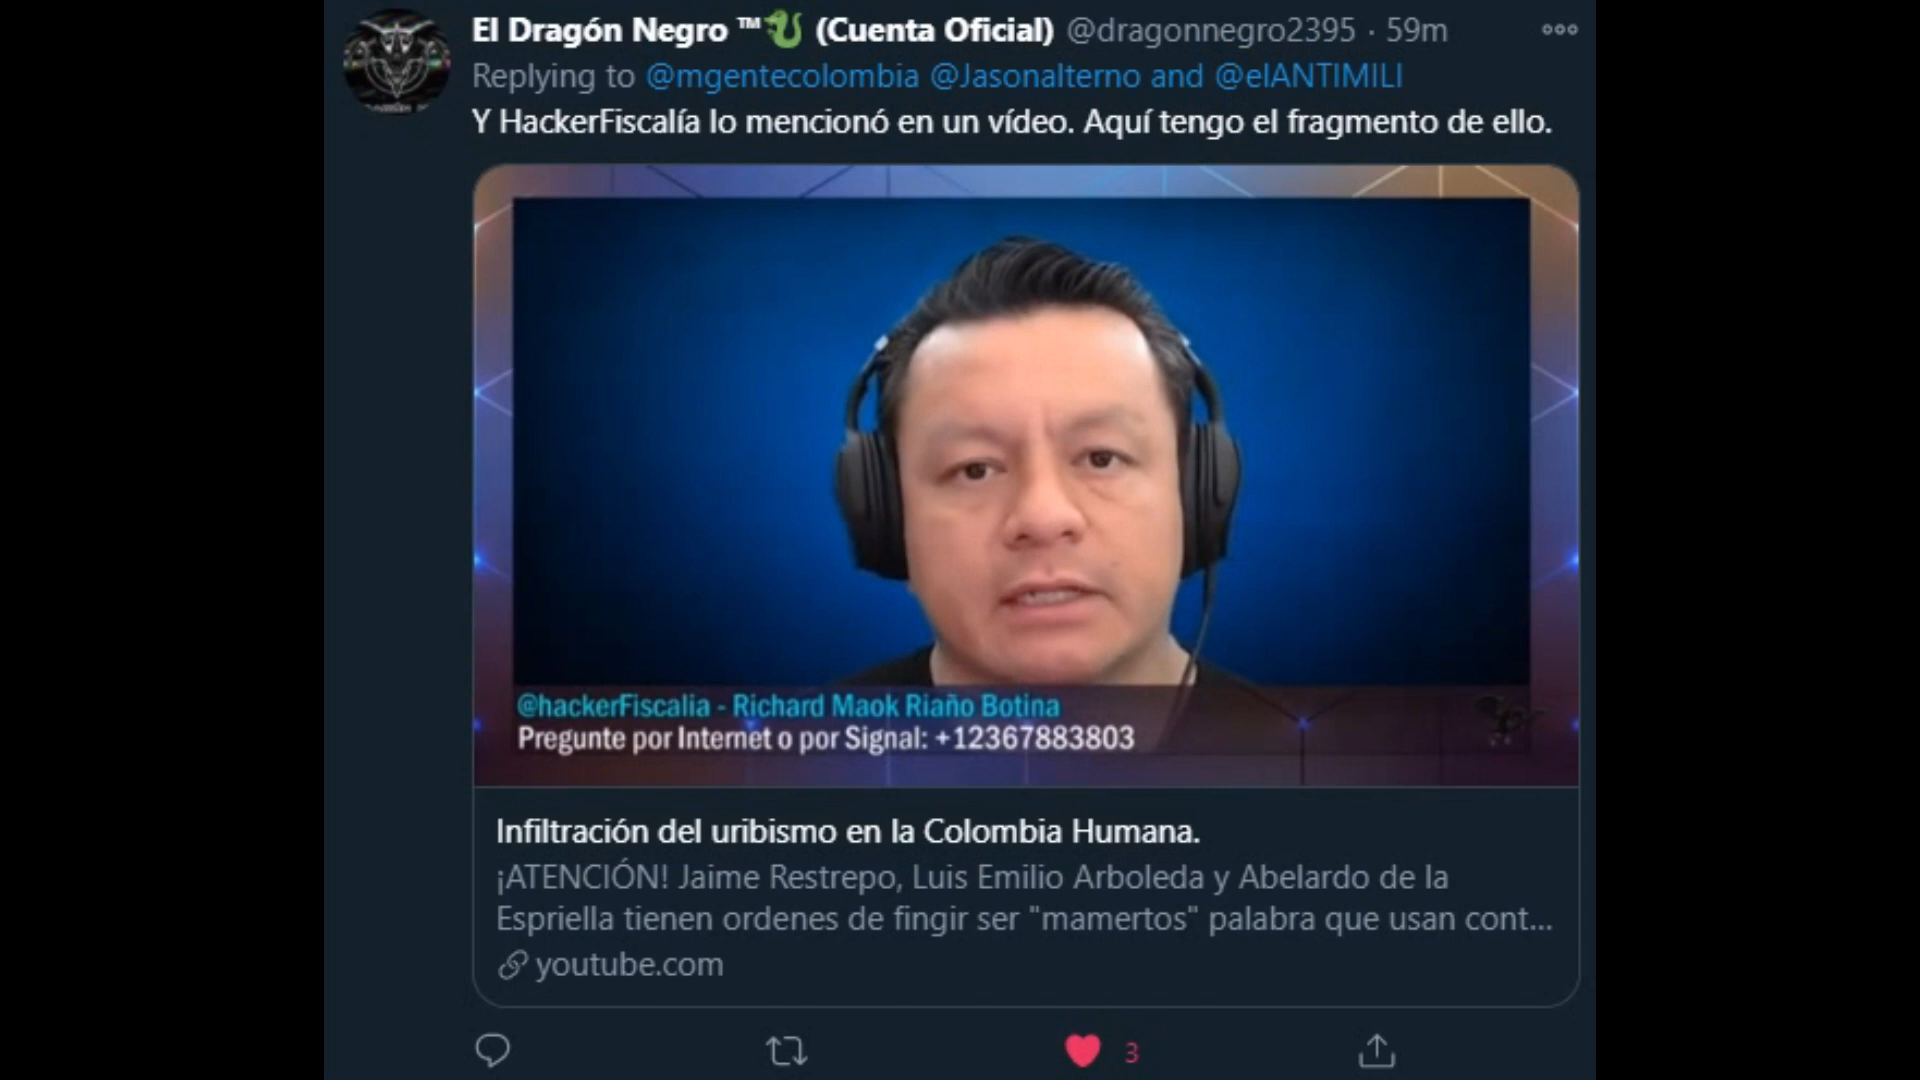 El Dragón Negro ™ (Cuenta Oficial) @dragonnegro2395 · 59m
Replying to @mgentecolombia @Jasonalterno and @elANTIMILI
Y HackerFiscalía lo mencionó en un vídeo. Aquí tengo el fragmento de ello.
@hackerFiscalia - Richard Maok Riaño Botina
Pregunte por Internet o por Signal: +12367883803
Infiltración del uribismo en la Colombia Humana.
¡ATENCIÓN! Jaime Restrepo, Luis Emilio Arboleda y Abelardo de la
Espriella tienen ordenes de fingir ser "mamertos" palabra que usan cont...
youtube.com
3